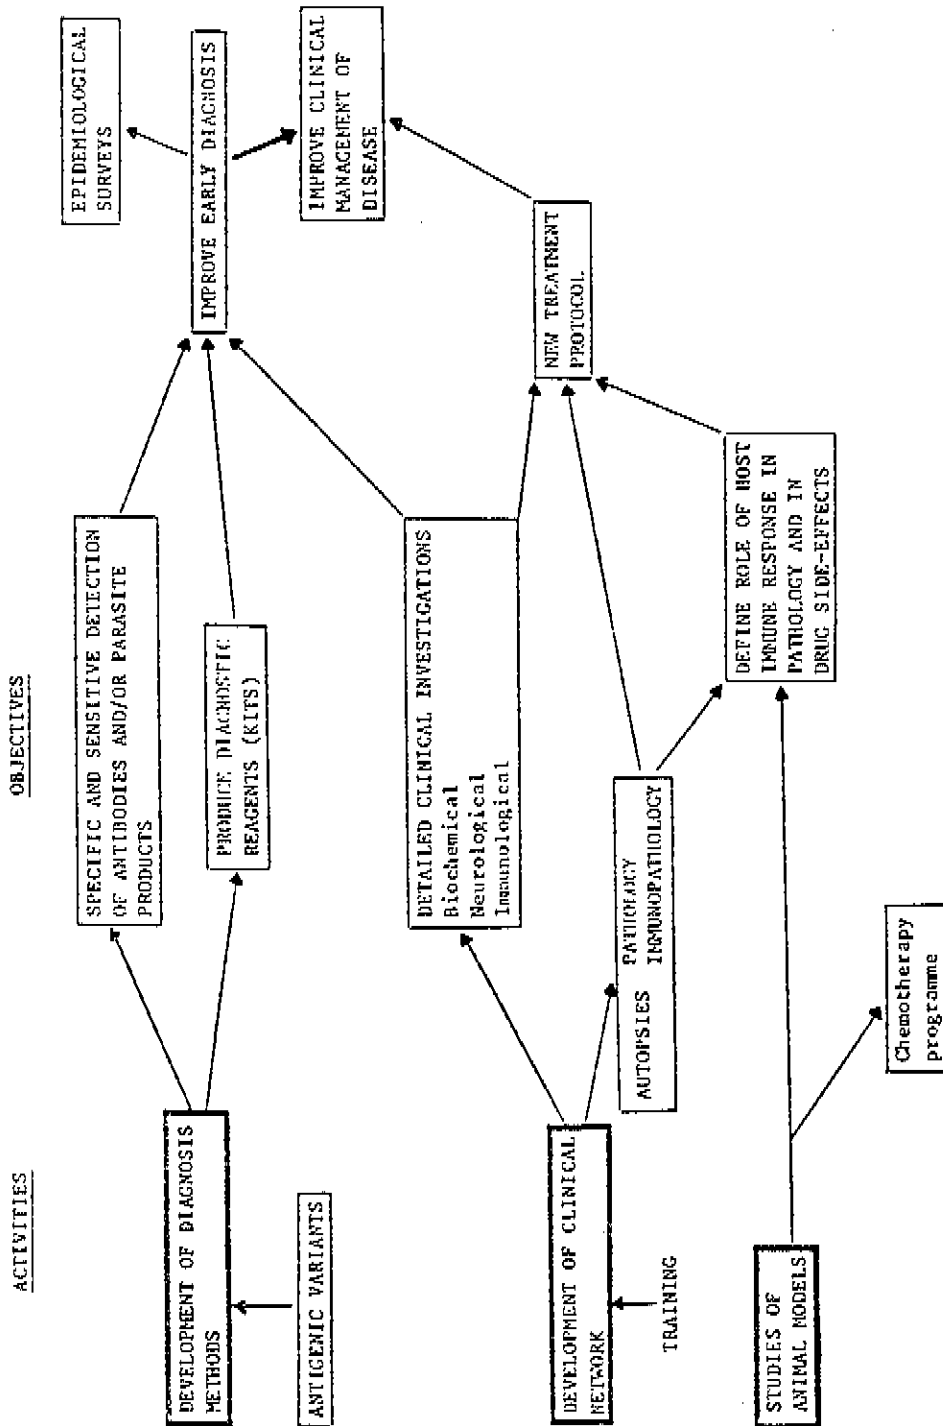 ACTIVITIES
OBJECTIVES
DEVELOPMENT OF DIAGNOSIS
METHODS
ANTIGENIC VARIANTS
SPECIFIC AND SENSITIVE DETECTION
OF ANTIBODIES AND/OR PARASITE
PRODUCTS
PRODUCE DIAGNOSTIC
REAGENTS (KITS)
EPIDEMIOLOGICAL
SURVEYS
IMPROVE EARLY DIAGNOSIS
IMPROVE CLINICAL
MANAGEMENT OF
DISEASE
DEVELOPMENT OF CLINICAL
NETWORK
TRAINING
DETAILED CLINICAL INVESTIGATIONS
Biochemical
Neurological
Immunological
AUTOPSIES
PATHOLOGY
IMMUNOPATHOLOGY
NEW TREATMENT
PROTOCOL
STUDIES OF
ANIMAL MODELS
DEFINE ROLE OF HOST
IMMUNE RESPONSE IN
PATHOLOGY AND IN
DRUG SIDE-EFFECTS
Chemotherapy
programme